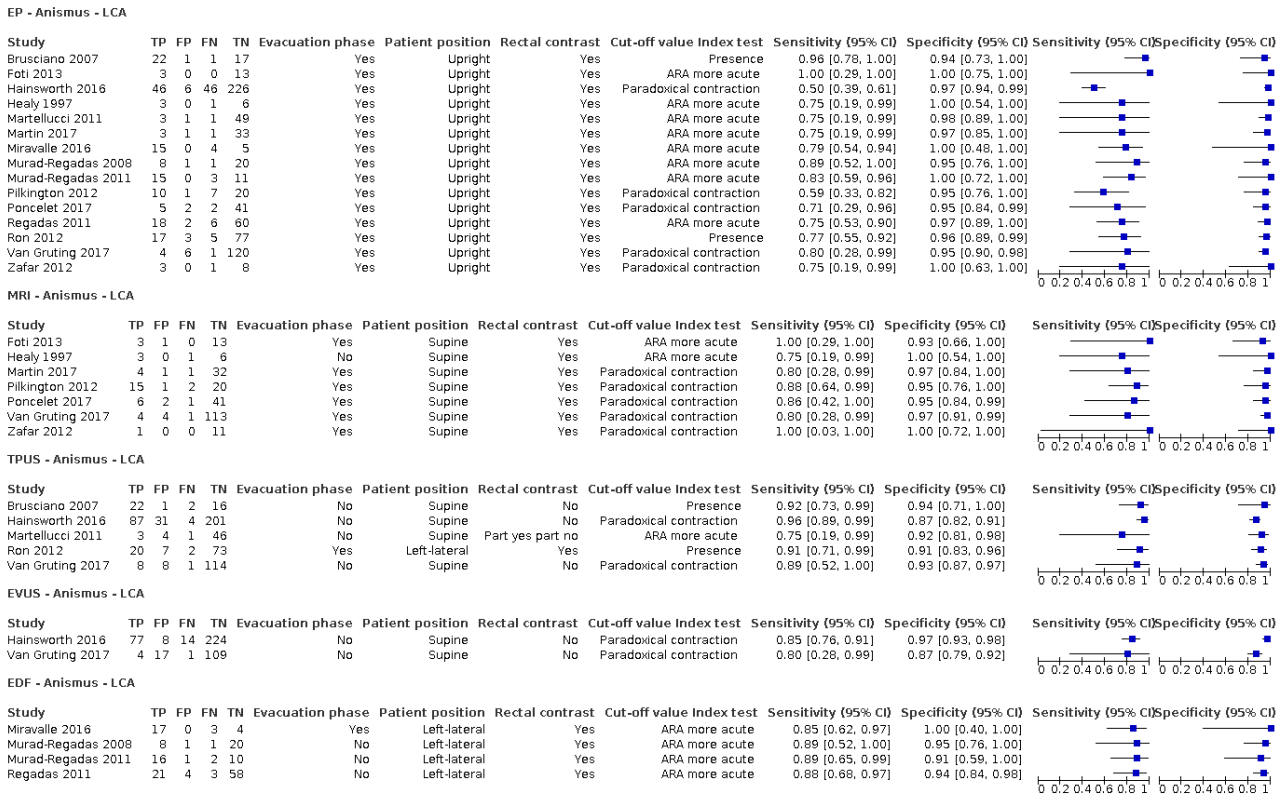 EP - Anismus - LCA
Study TP FP FN TN Evacuation phase Patient position Rectal contrast Cut-off value Index test Sensitivity (95% CI) Specificity (95% CI) Sensitivity (95% CI) Specificity (95% CI)
Brusciano 2007 22 1 1 17 Yes Upright Yes Presence 0.96 [0.78, 1.00] 0.94 [0.73, 1.00]
Foti 2013 3 0 0 13 Yes Upright Yes ARA more acute 1.00 [0.29, 1.00] 1.00 [0.75, 1.00]
Hainsworth 2016 46 6 46 226 Yes Upright Yes Paradoxical contraction 0.50 [0.39, 0.61] 0.97 [0.94, 0.99]
Healy 1997 3 0 1 6 Yes Upright Yes ARA more acute 0.75 [0.19, 0.99] 1.00 [0.54, 1.00]
Martellucci 2011 3 1 1 49 Yes Upright Yes ARA more acute 0.75 [0.19, 0.99] 0.98 [0.89, 1.00]
Martin 2017 3 1 1 33 Yes Upright Yes ARA more acute 0.75 [0.19, 0.99] 0.97 [0.85, 1.00]
Miravalle 2016 15 0 4 5 Yes Upright Yes ARA more acute 0.79 [0.54, 0.94] 1.00 [0.48, 1.00]
Murad-Regadas 2008 8 1 1 20 Yes Upright Yes ARA more acute 0.89 [0.52, 1.00] 0.95 [0.76, 1.00]
Murad-Regadas 2011 15 0 3 11 Yes Upright Yes ARA more acute 0.83 [0.59, 0.96] 1.00 [0.72, 1.00]
Pilkington 2012 10 1 7 20 Yes Upright Yes Paradoxical contraction 0.59 [0.33, 0.82] 0.95 [0.76, 1.00]
Poncelet 2017 5 2 2 41 Yes Upright Yes Paradoxical contraction 0.71 [0.29, 0.96] 0.95 [0.84, 0.99]
Regadas 2011 18 2 6 60 Yes Upright Yes ARA more acute 0.75 [0.53, 0.90] 0.97 [0.89, 1.00]
Ron 2012 17 3 5 77 Yes Upright Yes Presence 0.77 [0.55, 0.92] 0.96 [0.89, 0.99]
Van Gruting 2017 4 6 1 120 Yes Upright Yes Paradoxical contraction 0.80 [0.28, 0.99] 0.95 [0.90, 0.98]
Zafar 2012 3 0 1 8 Yes Upright Yes Paradoxical contraction 0.75 [0.19, 0.99] 1.00 [0.63, 1.00]
0 0.2 0.4 0.6 0.8 1 0 0.2 0.4 0.6 0.8 1
MRI - Anismus - LCA
Study TP FP FN TN Evacuation phase Patient position Rectal contrast Cut-off value Index test Sensitivity (95% CI) Specificity (95% CI) Sensitivity (95% CI) Specificity (95% CI)
Foti 2013 3 1 0 13 Yes Supine Yes ARA more acute 1.00 [0.29, 1.00] 0.93 [0.66, 1.00]
Healy 1997 3 0 1 6 No Supine Yes ARA more acute 0.75 [0.19, 0.99] 1.00 [0.54, 1.00]
Martin 2017 4 1 1 32 Yes Supine Yes Paradoxical contraction 0.80 [0.28, 0.99] 0.97 [0.84, 1.00]
Pilkington 2012 15 1 2 20 Yes Supine Yes Paradoxical contraction 0.88 [0.64, 0.99] 0.95 [0.76, 1.00]
Poncelet 2017 6 2 1 41 Yes Supine Yes Paradoxical contraction 0.86 [0.42, 1.00] 0.95 [0.84, 0.99]
Van Gruting 2017 4 4 1 113 Yes Supine Yes Paradoxical contraction 0.80 [0.28, 0.99] 0.97 [0.91, 0.99]
Zafar 2012 1 0 0 11 Yes Supine Yes Paradoxical contraction 1.00 [0.03, 1.00] 1.00 [0.72, 1.00]
0 0.2 0.4 0.6 0.8 1 0 0.2 0.4 0.6 0.8 1
TPUS - Anismus - LCA
Study TP FP FN TN Evacuation phase Patient position Rectal contrast Cut-off value Index test Sensitivity (95% CI) Specificity (95% CI) Sensitivity (95% CI) Specificity (95% CI)
Brusciano 2007 22 1 2 16 No Supine No Presence 0.92 [0.73, 0.99] 0.94 [0.71, 1.00]
Hainsworth 2016 87 31 4 201 No Supine No Paradoxical contraction 0.96 [0.89, 0.99] 0.87 [0.82, 0.91]
Martellucci 2011 3 4 1 46 No Supine Part yes part no ARA more acute 0.75 [0.19, 0.99] 0.92 [0.81, 0.98]
Ron 2012 20 7 2 73 Yes Left-lateral Yes Presence 0.91 [0.71, 0.99] 0.91 [0.83, 0.96]
Van Gruting 2017 8 8 1 114 No Supine No Paradoxical contraction 0.89 [0.52, 1.00] 0.93 [0.87, 0.97]
0 0.2 0.4 0.6 0.8 1 0 0.2 0.4 0.6 0.8 1
EVUS - Anismus - LCA
Study TP FP FN TN Evacuation phase Patient position Rectal contrast Cut-off value Index test Sensitivity (95% CI) Specificity (95% CI) Sensitivity (95% CI) Specificity (95% CI)
Hainsworth 2016 77 8 14 224 No Supine No Paradoxical contraction 0.85 [0.76, 0.91] 0.97 [0.93, 0.98]
Van Gruting 2017 4 17 1 109 No Supine No Paradoxical contraction 0.80 [0.28, 0.99] 0.87 [0.79, 0.92]
0 0.2 0.4 0.6 0.8 1 0 0.2 0.4 0.6 0.8 1
EDF - Anismus - LCA
Study TP FP FN TN Evacuation phase Patient position Rectal contrast Cut-off value Index test Sensitivity (95% CI) Specificity (95% CI) Sensitivity (95% CI) Specificity (95% CI)
Miravalle 2016 17 0 3 4 Yes Left-lateral Yes ARA more acute 0.85 [0.62, 0.97] 1.00 [0.40, 1.00]
Murad-Regadas 2008 8 1 1 20 No Left-lateral Yes ARA more acute 0.89 [0.52, 1.00] 0.95 [0.76, 1.00]
Murad-Regadas 2011 16 1 2 10 No Left-lateral Yes ARA more acute 0.89 [0.65, 0.99] 0.91 [0.59, 1.00]
Regadas 2011 21 4 3 58 No Left-lateral Yes ARA more acute 0.88 [0.68, 0.97] 0.94 [0.84, 0.98]
0 0.2 0.4 0.6 0.8 1 0 0.2 0.4 0.6 0.8 1